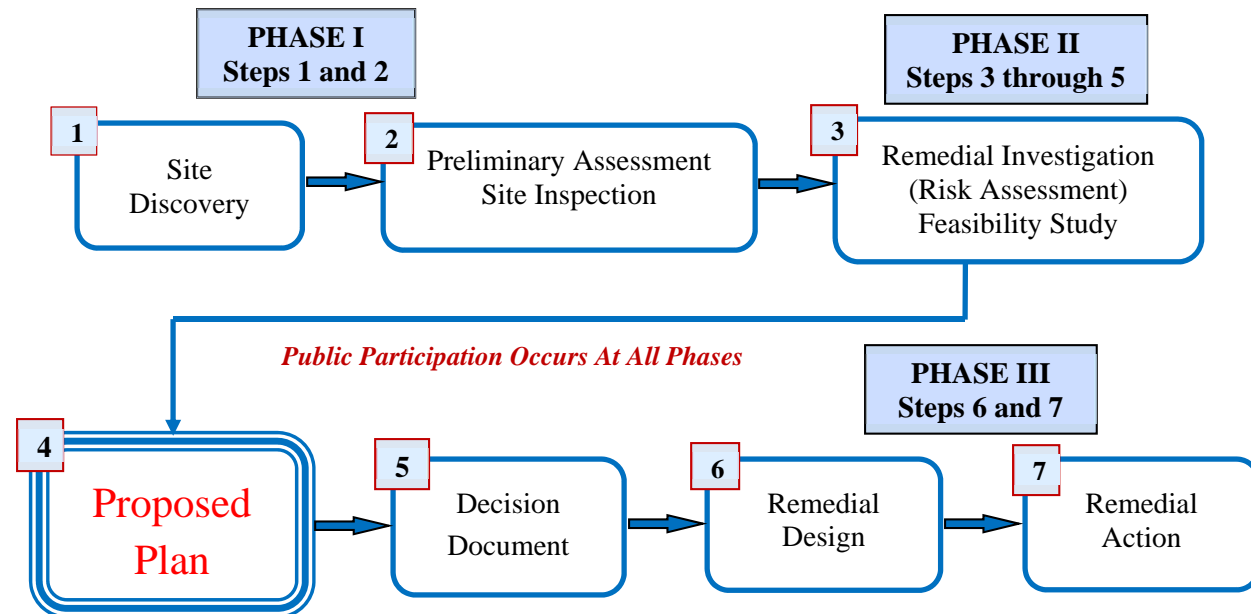 PHASE I
Steps 1 and 2
PHASE II
Steps 3 through 5
1
Site
Discovery
2
Preliminary Assessment
Site Inspection
3
Remedial Investigation
(Risk Assessment)
Feasibility Study
Public Participation Occurs At All Phases
PHASE III
Steps 6 and 7
4
Proposed
Plan
5
Decision
Document
6
Remedial
Design
7
Remedial
Action